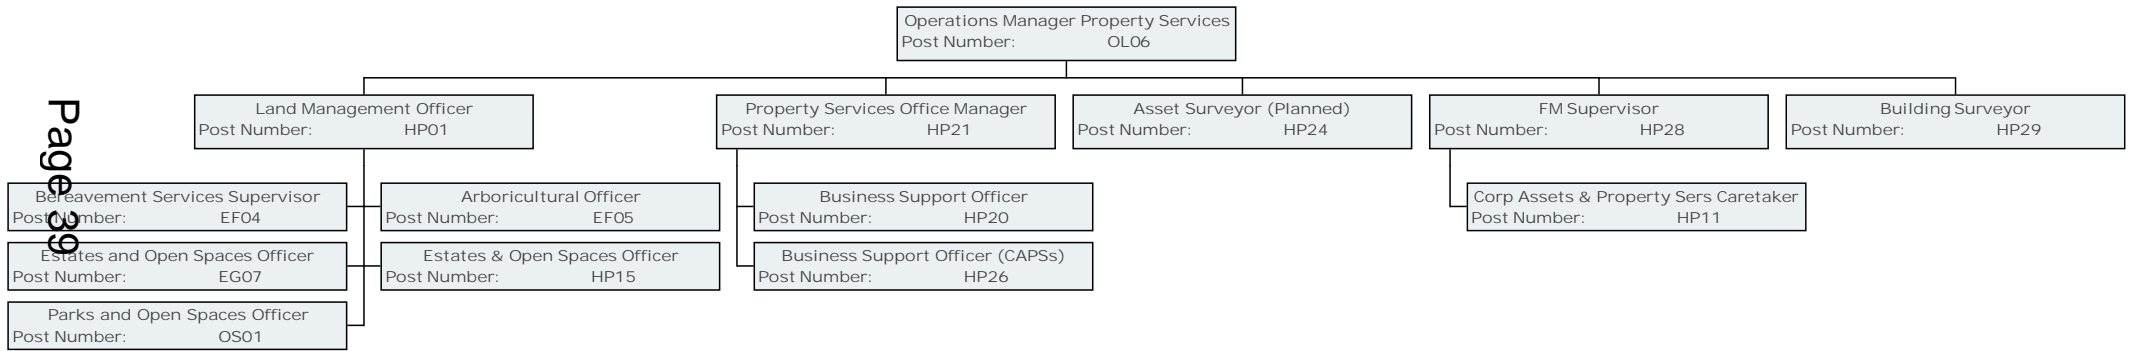 Operations Manager Property Services
Post Number: OL06
Land Management Officer
Post Number: HP01
Property Services Office Manager
Post Number: HP21
Asset Surveyor (Planned)
Post Number: HP24
FM Supervisor
Post Number: HP28
Building Surveyor
Post Number: HP29
Bereavement Services Supervisor
Post Number: EF04
Arboricultural Officer
Post Number: EF05
Business Support Officer
Post Number: HP20
Corp Assets & Property Sers Caretaker
Post Number: HP11
Estates and Open Spaces Officer
Post Number: EG07
Estates & Open Spaces Officer
Post Number: HP15
Business Support Officer (CAPSs)
Post Number: HP26
Parks and Open Spaces Officer
Post Number: OS01
Page 39